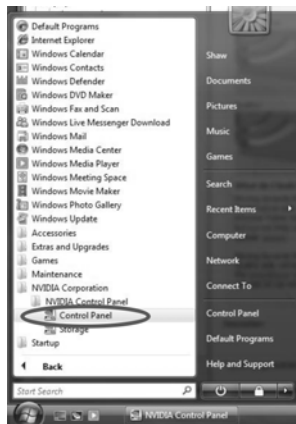 Default Programs
Internet Explorer
Windows Calendar
Windows Contacts
Windows Defender
Windows DVD Maker
Windows Fax and Scan
Windows Live Messenger Download
Windows Mail
Windows Media Center
Windows Media Player
Windows Meeting Space
Windows Movie Maker
Windows Photo Gallery
Windows Update
Accessories
Extras and Upgrades
Games
Maintenance
NVIDIA Corporation
NVIDIA Control Panel
Control Panel
Storage
Startup
Back
Start Search
Shaw
Documents
Pictures
Music
Games
Search
Recent Items
Computer
Network
Connect To
Control Panel
Default Programs
Help and Support
NVIDIA Control Panel